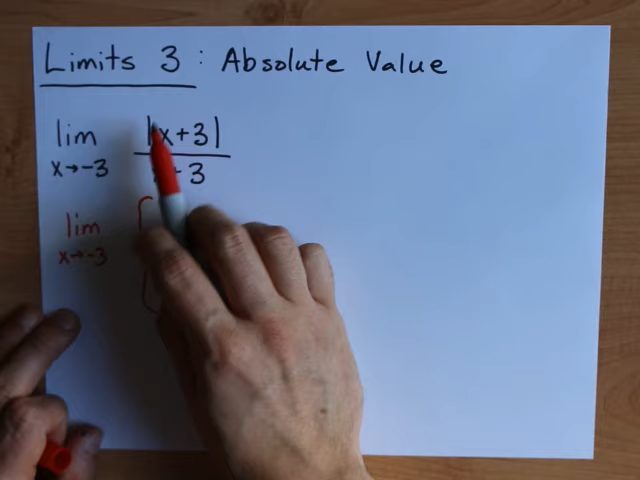 Limits 3 : Absolute Value
lim |x+3|
x→-3 + 3
lim {
x→-3